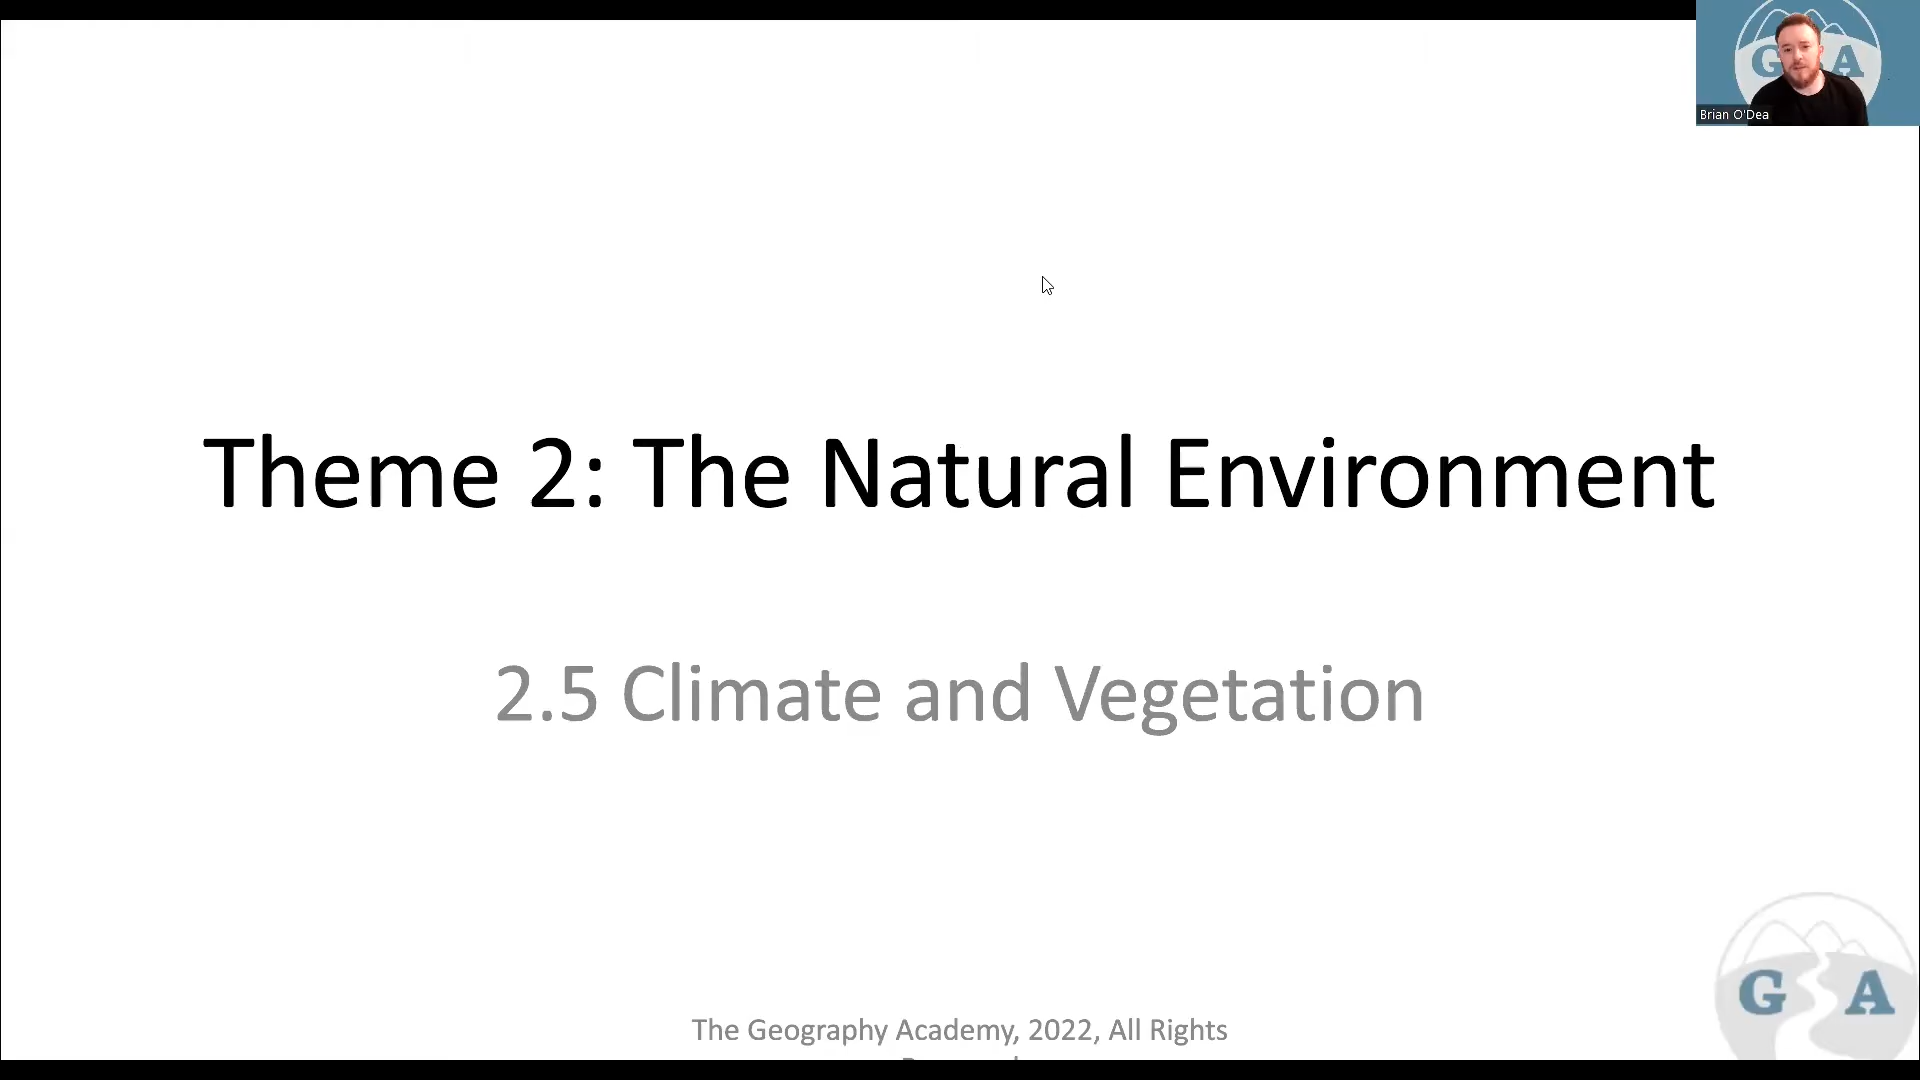 G A
Brian O'Dea
Theme 2: The Natural Environment
2.5 Climate and Vegetation
The Geography Academy, 2022, All Rights
G A